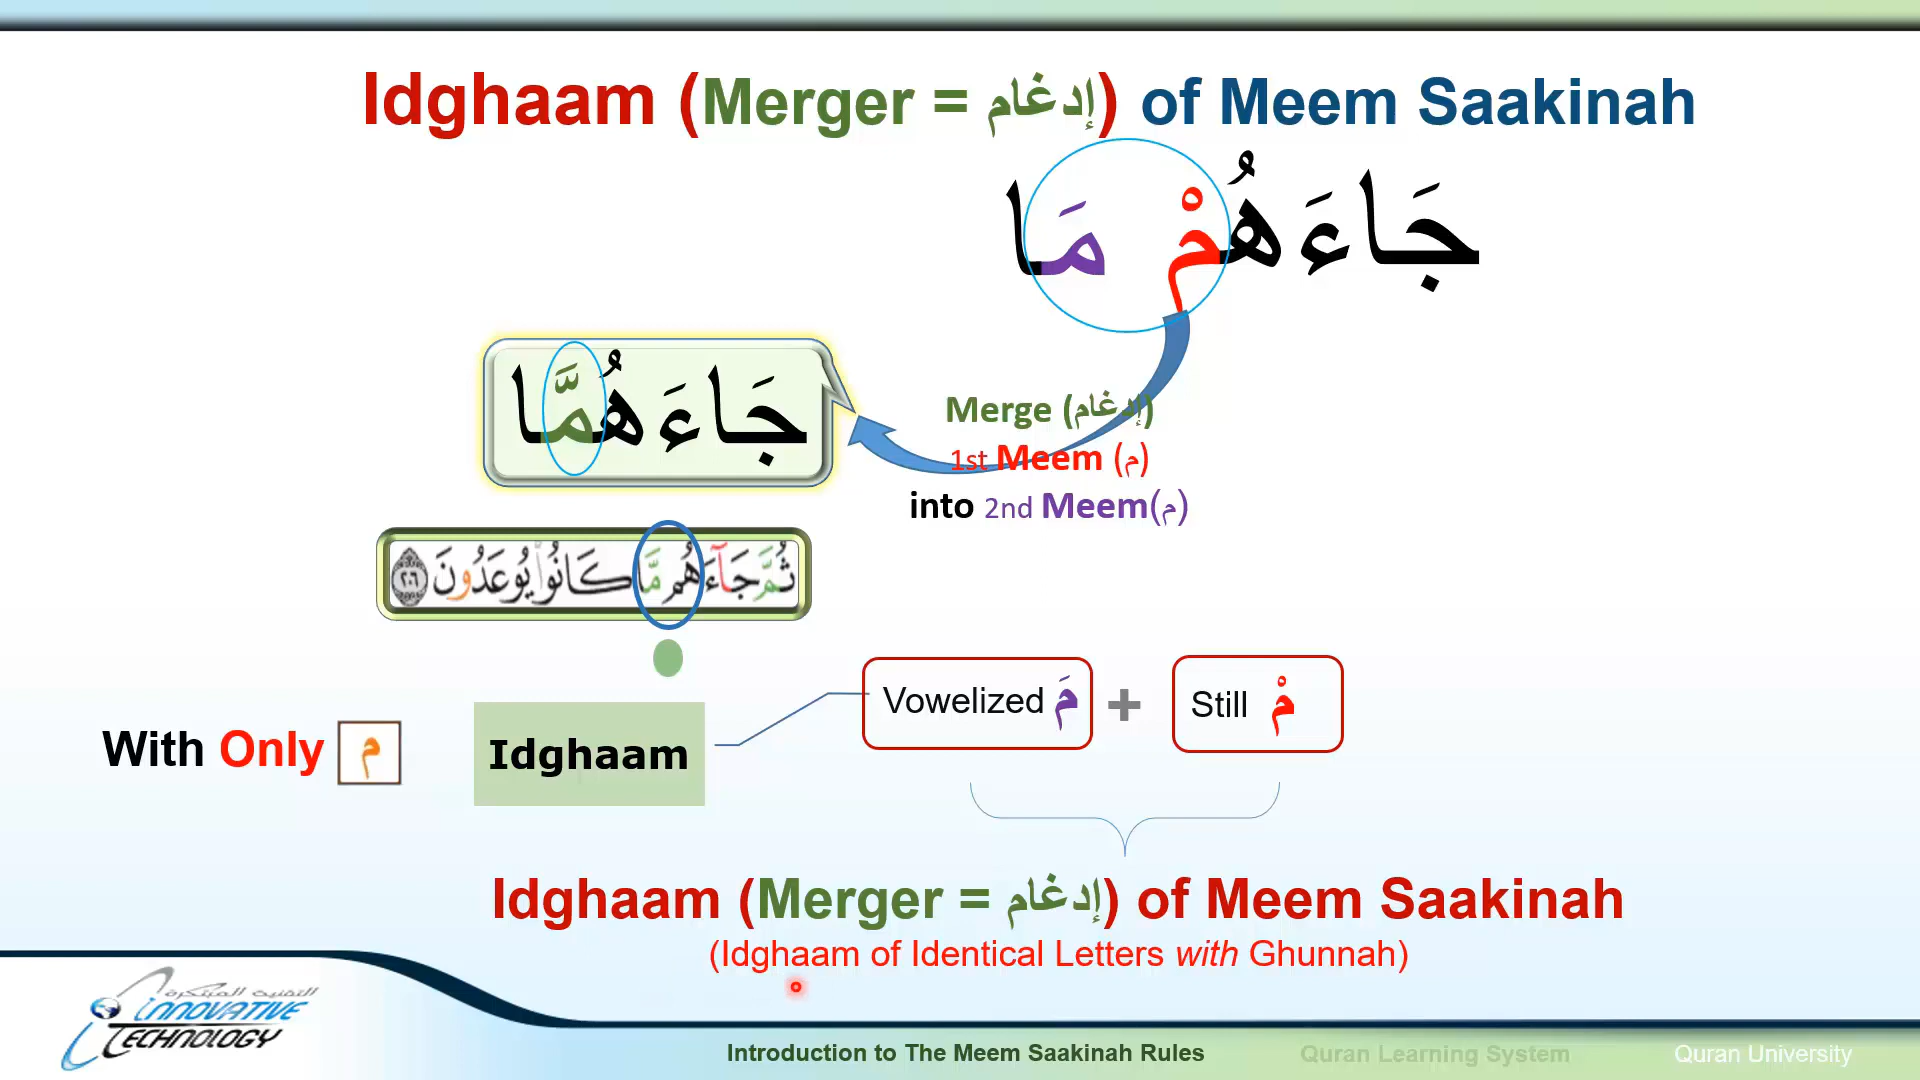 Idghaam (Merger = إدغام) of Meem Saakinah
جَاءَهُمْ مَا
جَاءَهُمَّا
Merge (إدغام)
1st Meem (م)
into 2nd Meem(م)
ثُمَّ جَآءَهُم مَّا كَانُوا۟ يُوعَدُونَ ٢٠٦
Vowelized مَ + Still مْ
With Only م
Idghaam
Idghaam (Merger = إدغام) of Meem Saakinah
(Idghaam of Identical Letters with Ghunnah)
التقنية المبتكرة
INNOVATIVE
TECHNOLOGY
Introduction to The Meem Saakinah Rules
Quran Learning System
Quran University